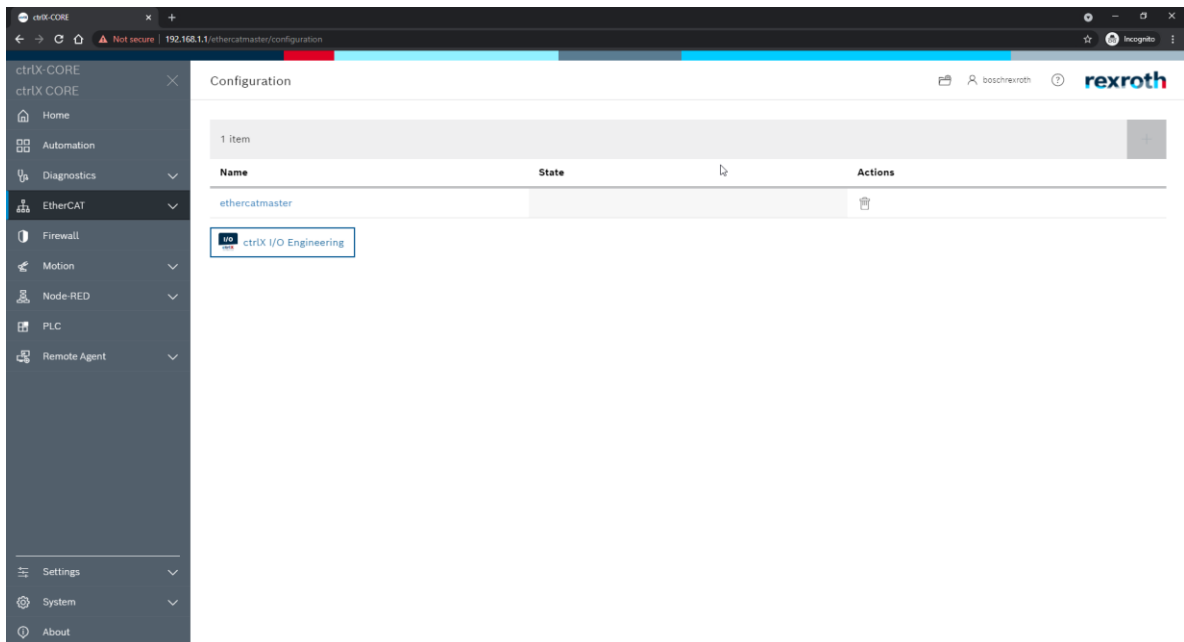 ctrlX-CORE
Not secure | 192.168.1.1/ethercatmaster/configuration
Incognito
ctrlX-CORE
ctrlX CORE
Home
Automation
Diagnostics
EtherCAT
Firewall
Motion
Node-RED
PLC
Remote Agent
Settings
System
About
Configuration
boschrexroth
rexroth
1 item
Name State Actions
ethercatmaster
I/O
ctrlX I/O Engineering